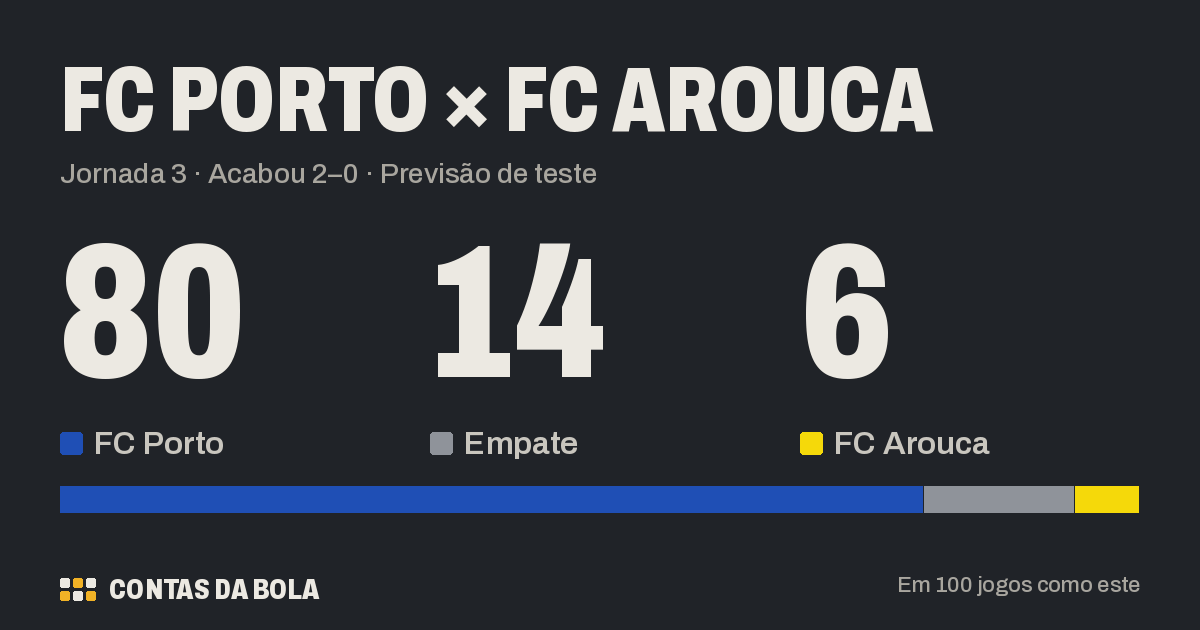 FC PORTO × FC AROUCA
Jornada 3 · Acabou 2–0 · Previsão de teste
80 14 6
FC Porto Empate FC Arouca
CONTAS DA BOLA
Em 100 jogos como este